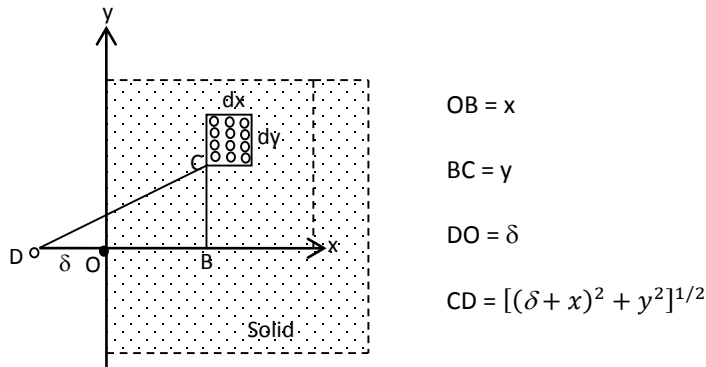 y
dx
dy
C
x
D
δ
O
B
Solid
OB = x
BC = y
DO = δ
CD = [(δ + x)² + y²]^{1/2}